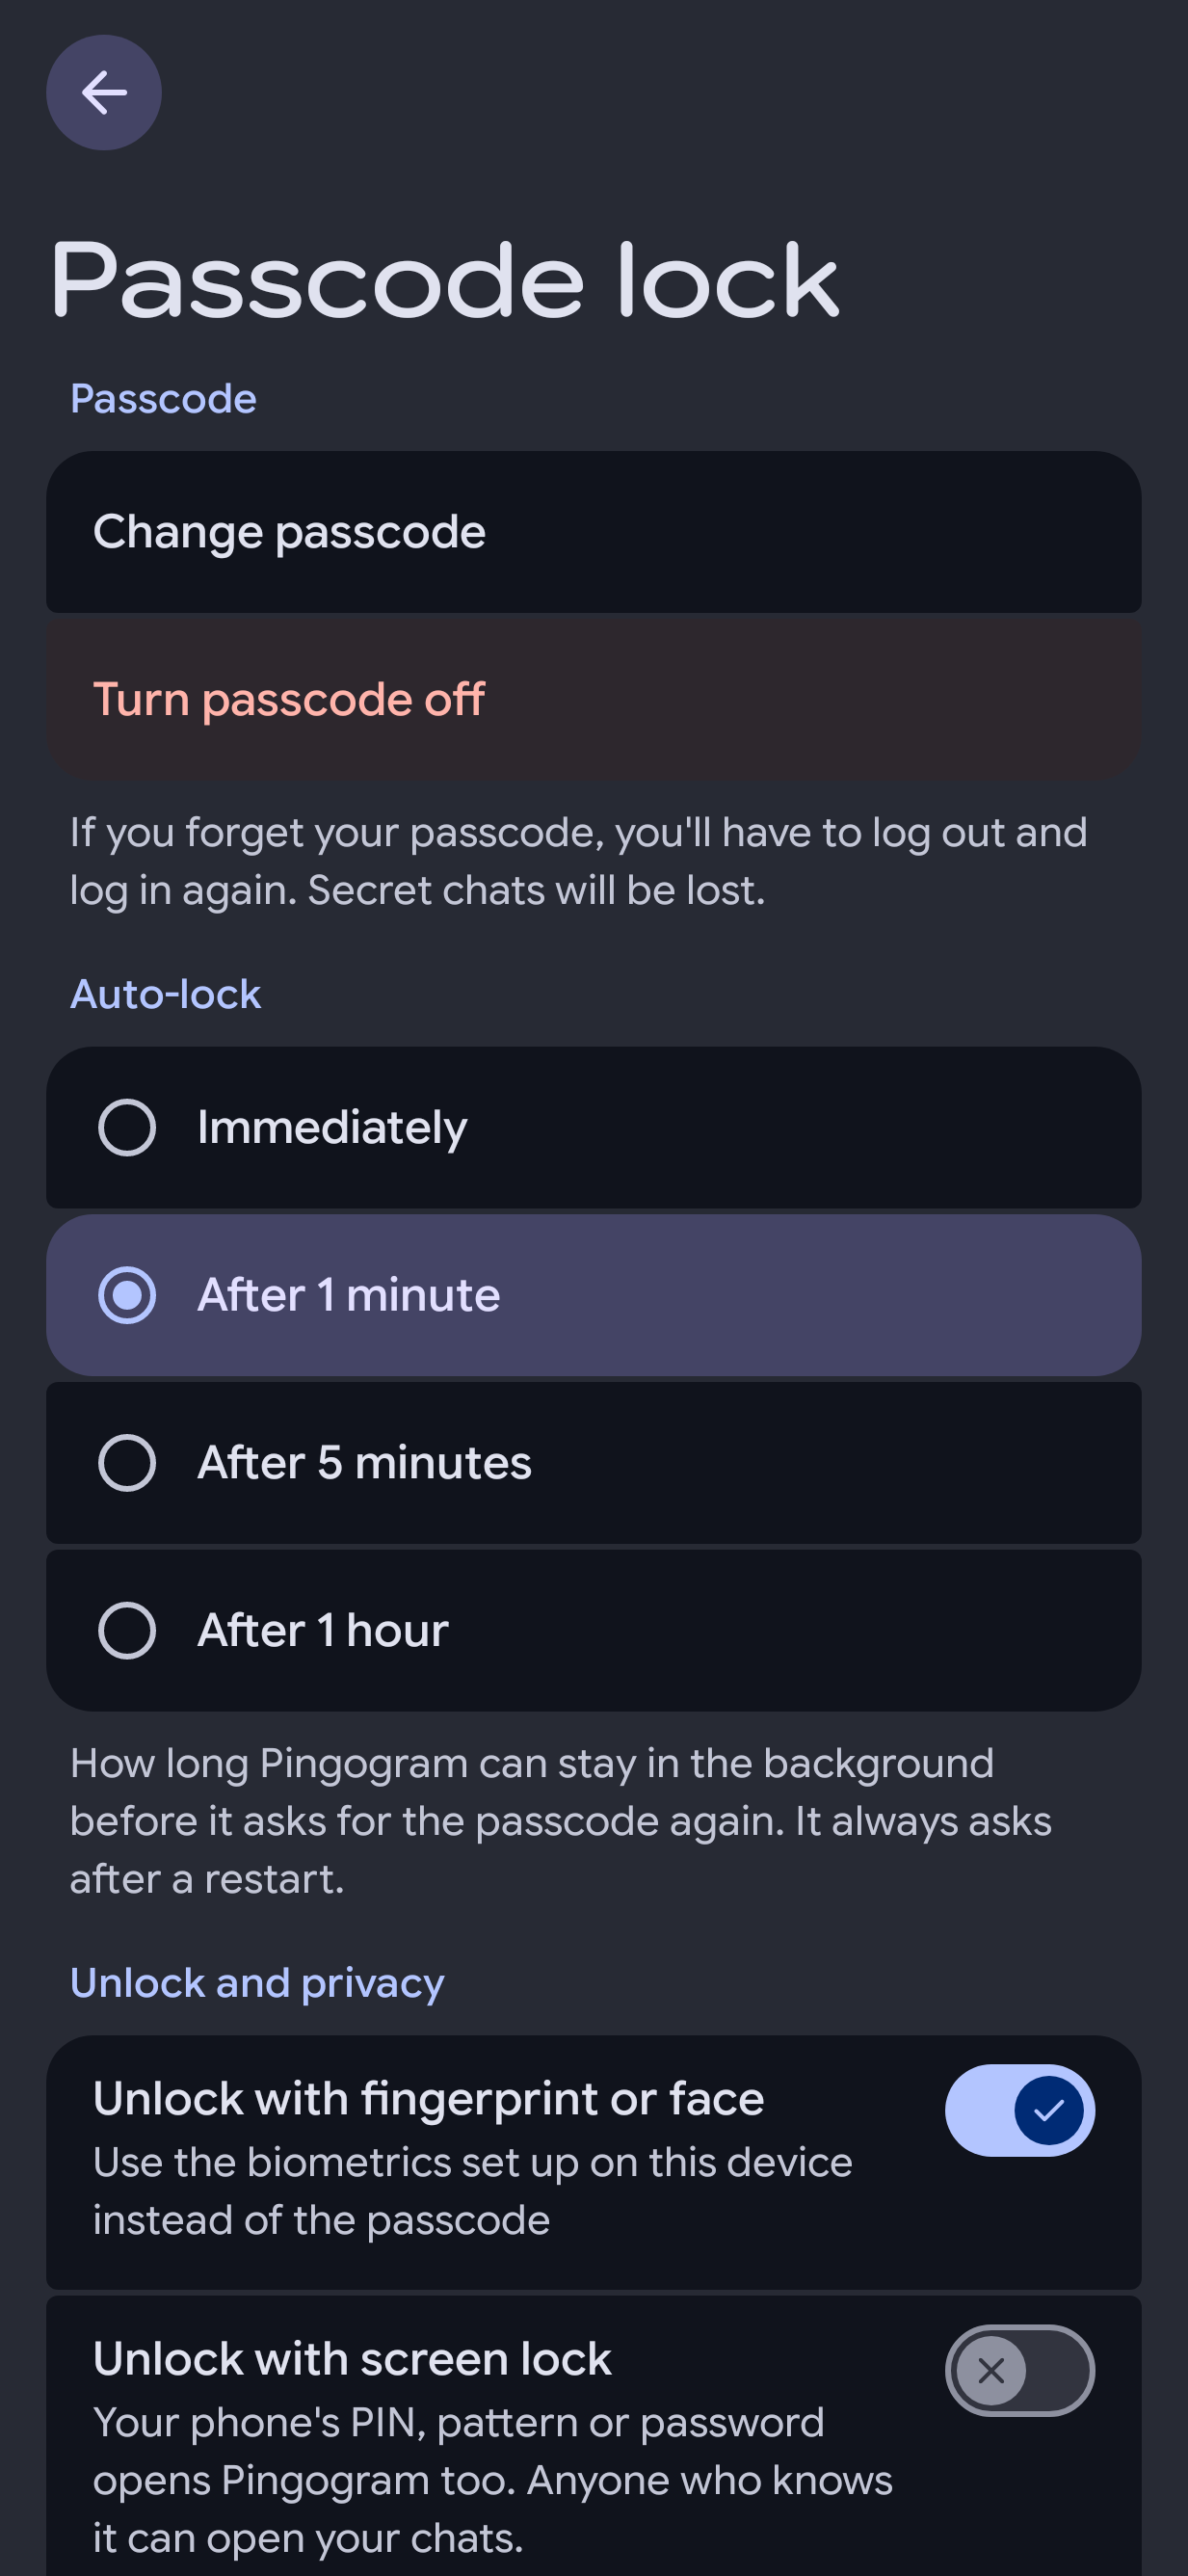 Passcode lock
Passcode
Change passcode
Turn passcode off
If you forget your passcode, you'll have to log out and
log in again. Secret chats will be lost.
Auto-lock
Immediately
After 1 minute
After 5 minutes
After 1 hour
How long Pingogram can stay in the background
before it asks for the passcode again. It always asks
after a restart.
Unlock and privacy
Unlock with fingerprint or face
Use the biometrics set up on this device
instead of the passcode
Unlock with screen lock
Your phone's PIN, pattern or password
opens Pingogram too. Anyone who knows
it can open your chats.